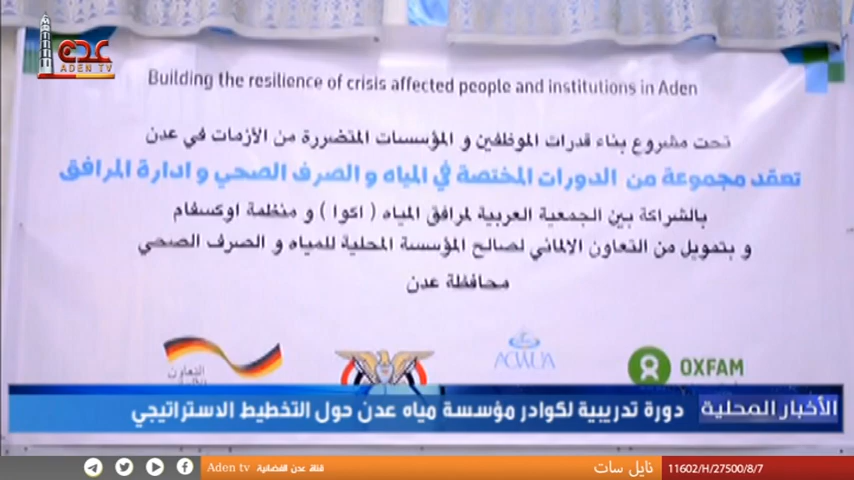 عدن
ADEN TV
Building the resilience of crisis affected people and institutions in Aden
تحت مشروع بناء قدرات الموظفين و المؤسسات المتضررة من الأزمات في عدن
تعقد مجموعة من الدورات المختصة في المياه و الصرف الصحي و ادارة المرافق
بالشراكة بين الجمعية العربية لمرافق المياه ( اكوا ) و منظمة اوكسفام
و بتمويل من التعاون الالماني لصالح المؤسسة المحلية للمياه و الصرف الصحي
محافظة عدن
التعاون
ACWUA
OXFAM
الأخبار المحلية
دورة تدريبية لكوادر مؤسسة مياه عدن حول التخطيط الاستراتيجي
Aden tv قناة عدن الفضائية
نايل سات
11602/H/27500/8/7